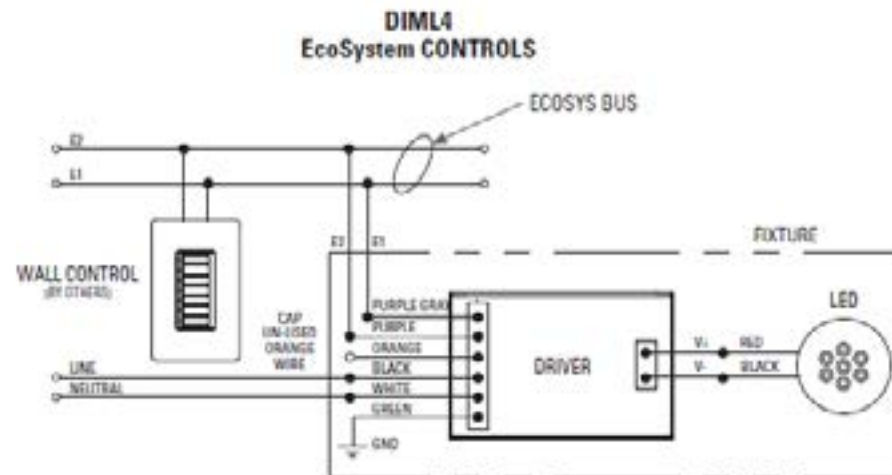 DIML4
EcoSystem CONTROLS
ECOSYS BUS
E2
E1
E2 E1
FIXTURE
WALL CONTROL
(BY OTHERS)
CAP
UN-USED
ORANGE
WIRE
PURPLE GRAY
PURPLE
ORANGE
BLACK
WHITE
GREEN
LINE
NEUTRAL
GND
DRIVER
V+ RED
V- BLACK
LED